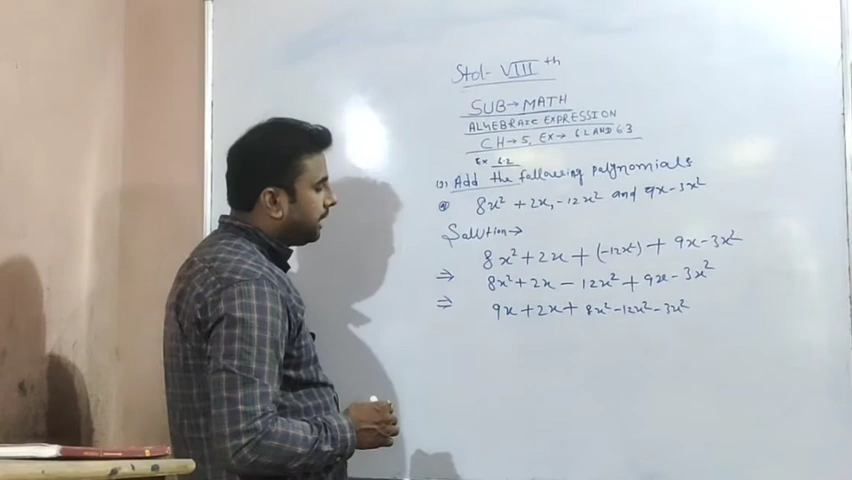 Std- VIIIth
SUB→MATH
ALGEBRAIC EXPRESSION
CH→5, EX→ 6.2 AND 6.3
Ex 6.2
(1) Add the following polynomials
(a) 8x² + 2x, -12x² and 9x-3x²
Solution→
8x²+2x+(-12x²)+9x-3x²
⇒ 8x²+2x-12x²+9x-3x²
⇒ 9x+2x+8x²-12x²-3x²